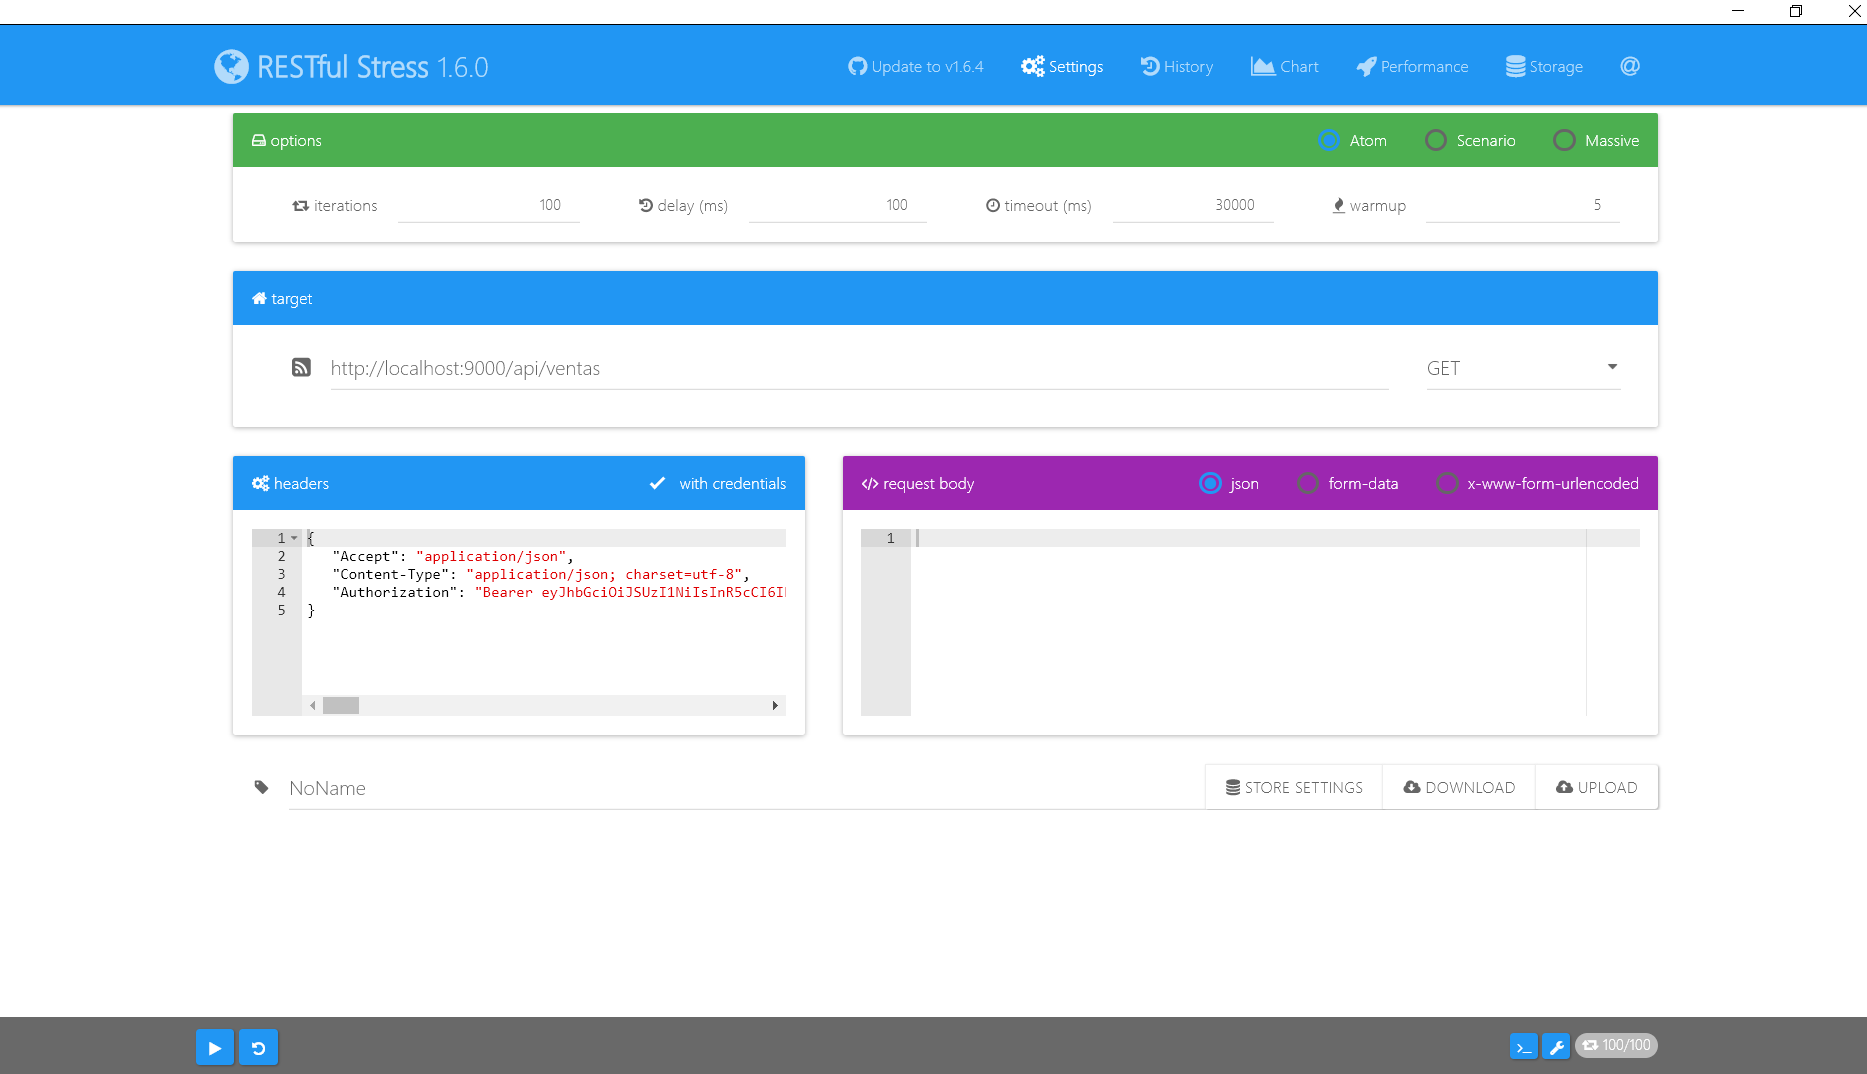 RESTful Stress 1.6.0
Update to v1.6.4 Settings History Chart Performance Storage @
options Atom Scenario Massive
iterations 100 delay (ms) 100 timeout (ms) 30000 warmup 5
target
http://localhost:9000/api/ventas GET
headers with credentials
1 {
2 "Accept": "application/json",
3 "Content-Type": "application/json; charset=utf-8",
4 "Authorization": "Bearer eyJhbGciOiJSUzI1NiIsInR5cCI6I
5 }
</> request body json form-data x-www-form-urlencoded
1
NoName STORE SETTINGS DOWNLOAD UPLOAD
>_ 100/100